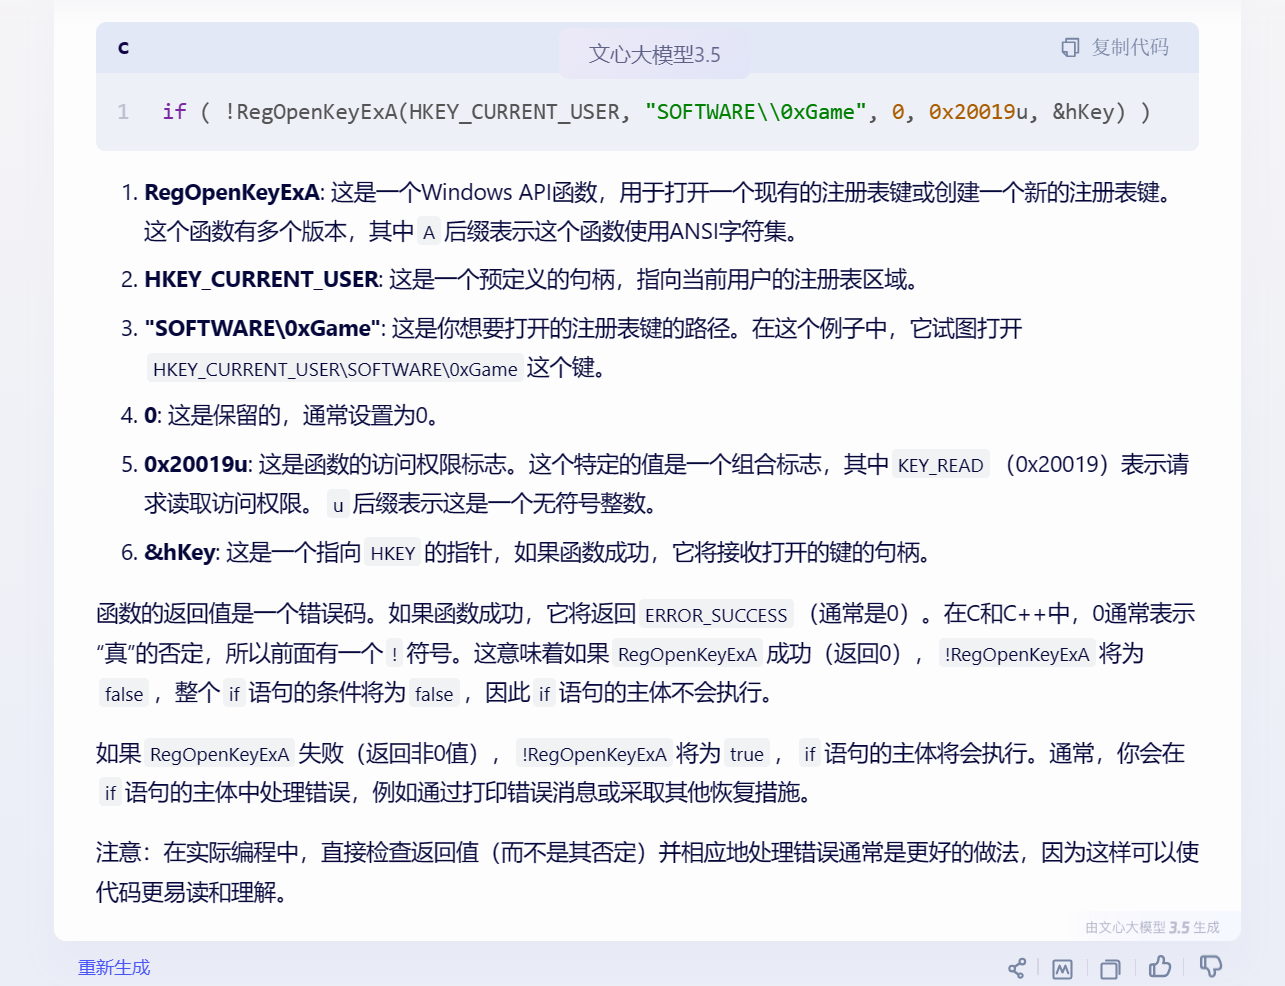 c
文心大模型3.5
复制代码
1 if ( !RegOpenKeyExA(HKEY_CURRENT_USER, "SOFTWARE\\0xGame", 0, 0x20019u, &hKey) )
1. RegOpenKeyExA: 这是一个Windows API函数，用于打开一个现有的注册表键或创建一个新的注册表键。
这个函数有多个版本，其中 A 后缀表示这个函数使用ANSI字符集。
2. HKEY_CURRENT_USER: 这是一个预定义的句柄，指向当前用户的注册表区域。
3. "SOFTWARE\0xGame": 这是你想要打开的注册表键的路径。在这个例子中，它试图打开
HKEY_CURRENT_USER\SOFTWARE\0xGame 这个键。
4. 0: 这是保留的，通常设置为0。
5. 0x20019u: 这是函数的访问权限标志。这个特定的值是一个组合标志，其中 KEY_READ （0x20019）表示请
求读取访问权限。 u 后缀表示这是一个无符号整数。
6. &hKey: 这是一个指向 HKEY 的指针，如果函数成功，它将接收打开的键的句柄。
函数的返回值是一个错误码。如果函数成功，它将返回 ERROR_SUCCESS （通常是0）。在C和C++中，0通常表示
“真”的否定，所以前面有一个 ! 符号。这意味着如果 RegOpenKeyExA 成功（返回0）， !RegOpenKeyExA 将为
false ，整个 if 语句的条件将为 false ，因此 if 语句的主体不会执行。
如果 RegOpenKeyExA 失败（返回非0值）， !RegOpenKeyExA 将为 true ， if 语句的主体将会执行。通常，你会在
if 语句的主体中处理错误，例如通过打印错误消息或采取其他恢复措施。
注意：在实际编程中，直接检查返回值（而不是其否定）并相应地处理错误通常是更好的做法，因为这样可以使
代码更易读和理解。
由文心大模型 3.5 生成
重新生成